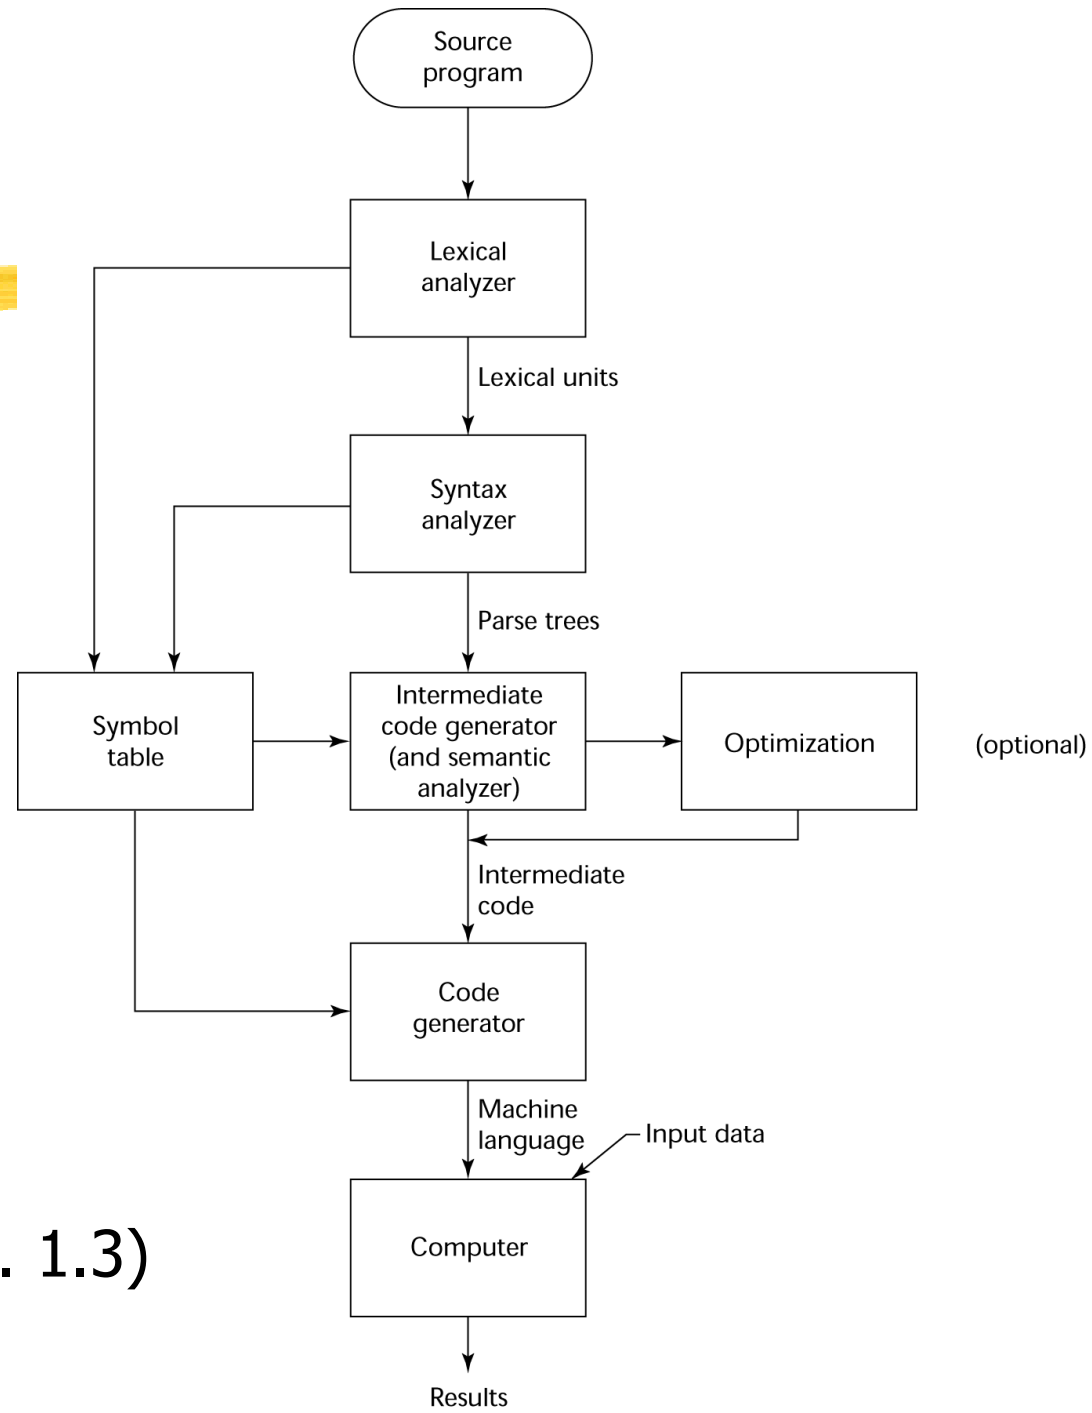 Source
program
Lexical
analyzer
Lexical units
Syntax
analyzer
Parse trees
Symbol
table
Intermediate
code generator
(and semantic
analyzer)
Optimization
(optional)
Intermediate
code
Code
generator
Machine
language
Input data
Computer
. 1.3)
Results